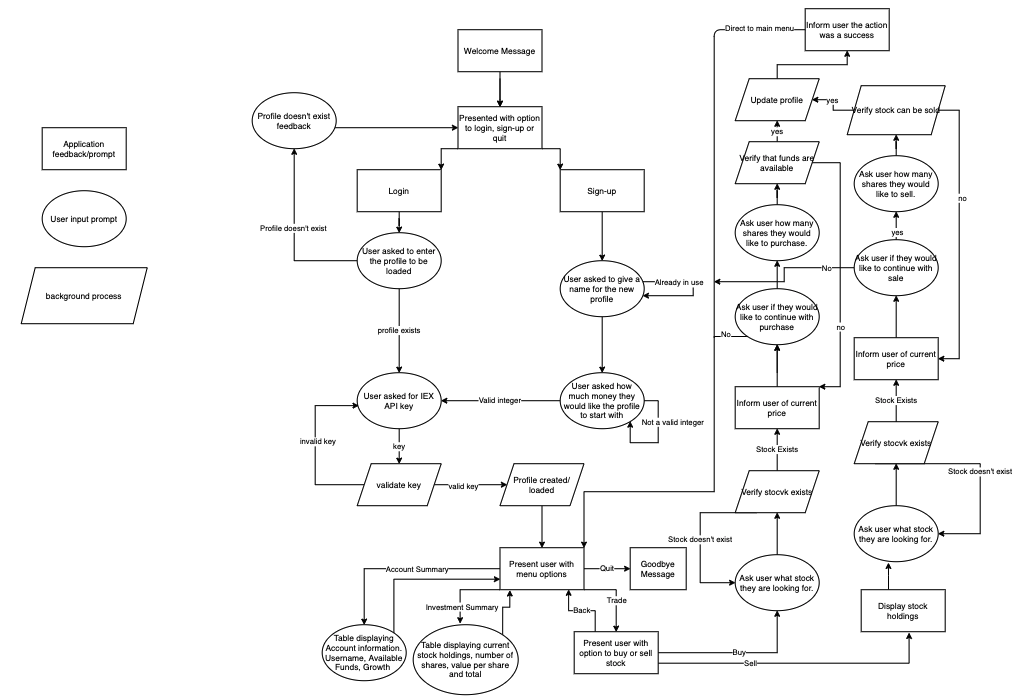 Application
feedback/prompt
User input prompt
background process
Welcome Message
Presented with option
to login, sign-up or
quit
Profile doesn't exist
feedback
Login
Sign-up
Profile doesn't exist
User asked to enter
the profile to be
loaded
User asked to give a
name for the new
profile
Already in use
profile exists
User asked for IEX
API key
Valid integer
User asked how
much money they
would like the profile
to start with
Not a valid integer
invalid key
key
validate key
valid key
Profile created/
loaded
Present user with
menu options
Quit
Goodbye
Message
Account Summary
Investment Summary
Back
Trade
Table displaying
Account information.
Username, Available
Funds, Growth
Table displaying current
stock holdings, number of
shares, value per share
and total
Present user with
option to buy or sell
stock
Buy
Sell
Direct to main menu
Inform user the action
was a success
Update profile
yes
Verify stock can be sold
yes
Verify that funds are
available
Ask user how many
shares they would
like to sell.
no
Ask user how many
shares they would
like to purchase.
yes
No
Ask user if they would
like to continue with
sale
Ask user if they would
like to continue with
purchase
No
no
Inform user of current
price
Inform user of current
price
Stock Exists
Stock Exists
Verify stocvk exists
Stock doesn't exist
Verify stocvk exists
Stock doesn't exist
Ask user what stock
they are looking for.
Ask user what stock
they are looking for.
Display stock
holdings